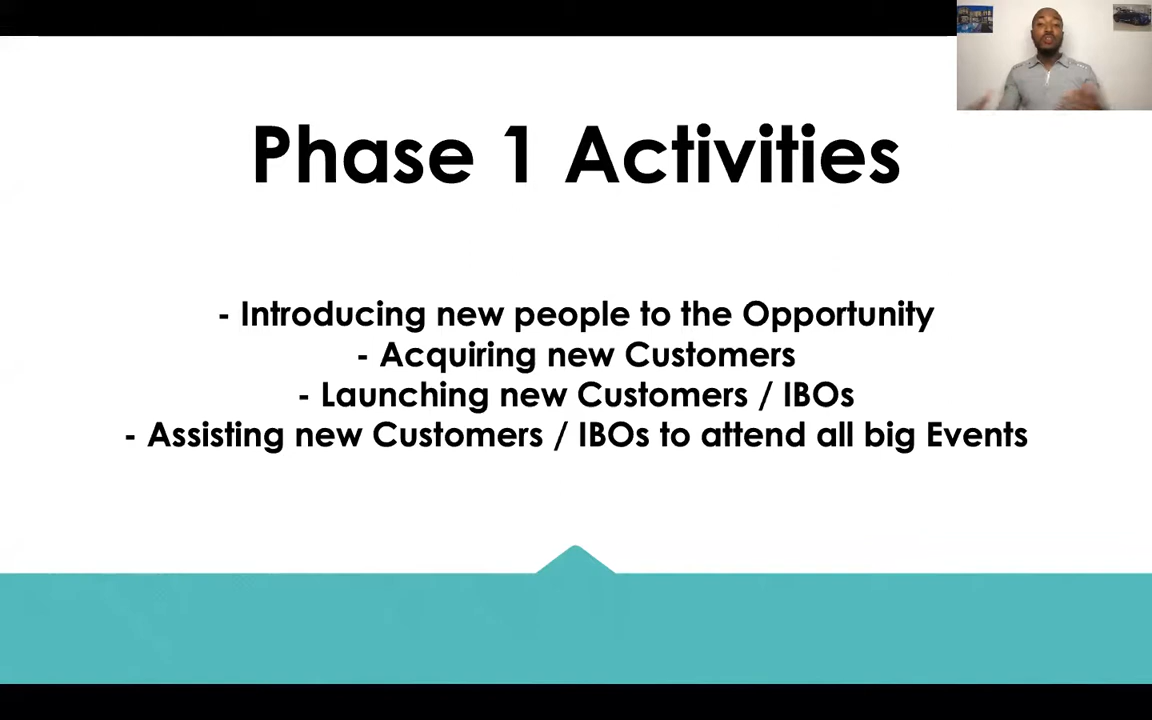 Phase 1 Activities
- Introducing new people to the Opportunity
- Acquiring new Customers
- Launching new Customers / IBOs
- Assisting new Customers / IBOs to attend all big Events